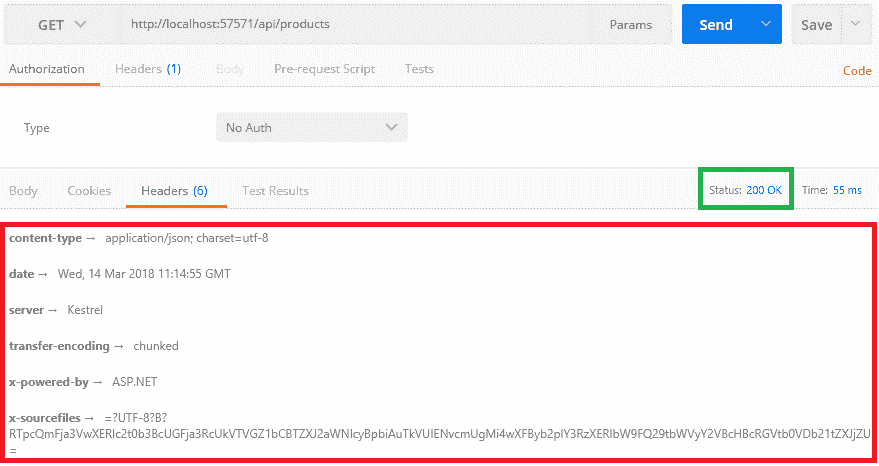 GET http://localhost:57571/api/products Params Send Save
Authorization Headers (1) Body Pre-request Script Tests Code
Type No Auth
Body Cookies Headers (6) Test Results Status: 200 OK Time: 55 ms
content-type → application/json; charset=utf-8
date → Wed, 14 Mar 2018 11:14:55 GMT
server → Kestrel
transfer-encoding → chunked
x-powered-by → ASP.NET
x-sourcefiles → =?UTF-8?B?
=